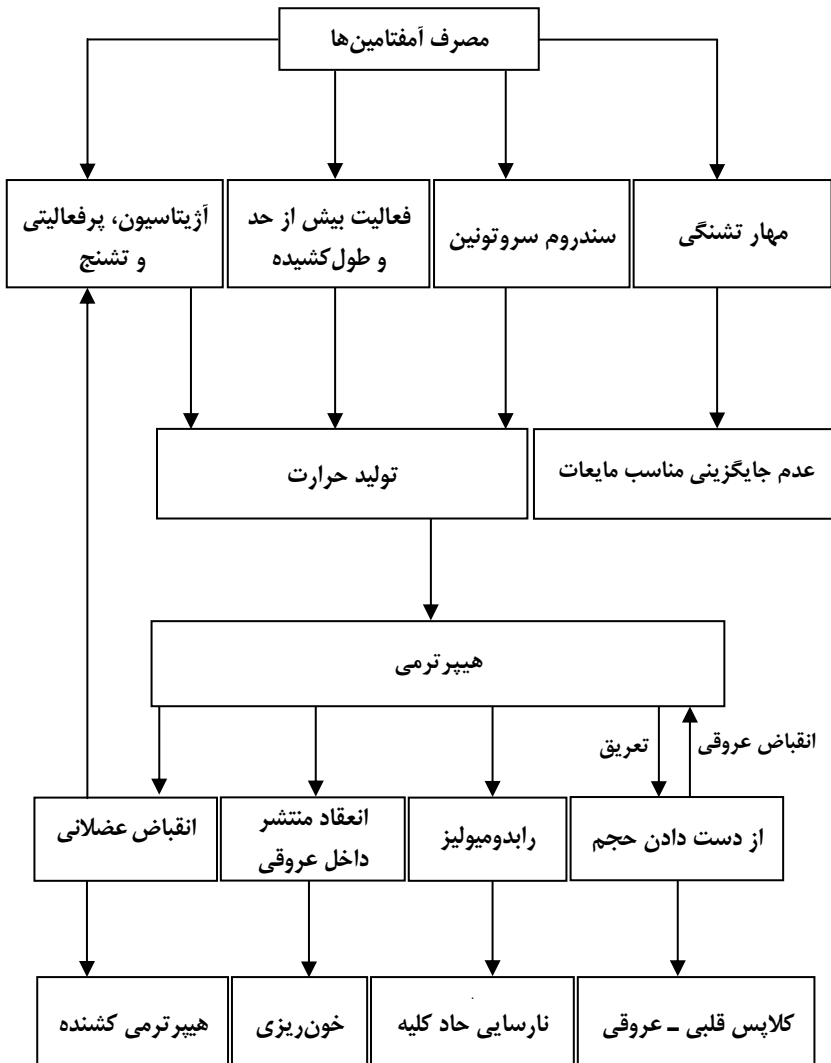 مصرف آمفتامین‌ها
مهار تشنگی
سندروم سروتونین
فعالیت بیش از حد
و طول‌کشیده
آژیتاسیون، پرفعالیتی
و تشنج
عدم جایگزینی مناسب مایعات
تولید حرارت
هیپرترمی
انقباض عروقی
تعریق
از دست دادن حجم
رابدومیولیز
انعقاد منتشر
داخل عروقی
انقباض عضلانی
کلاپس قلبی ـ عروقی
نارسایی حاد کلیه
خون‌ریزی
هیپرترمی کشنده